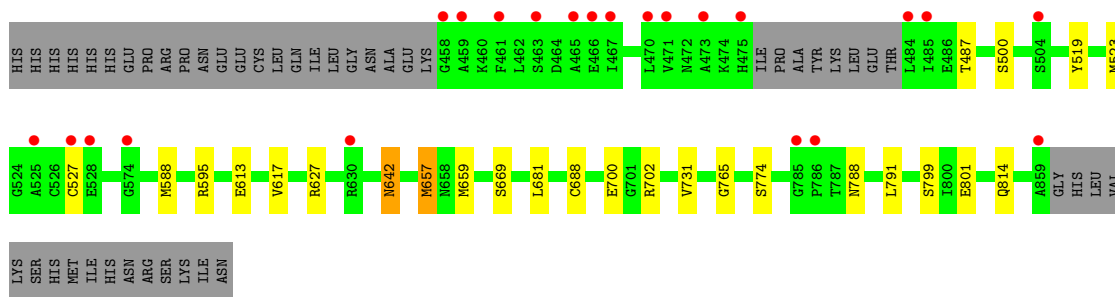 HIS HIS HIS HIS HIS HIS GLU PRO ARG PRO ASN GLU GLU CYS LEU GLN ILE LEU GLY ASN ALA GLU LYS G458 A459 K460 F461 L462 S463 D464 A465 E466 I467 L470 V471 N472 A473 K474 H475 ILE PRO ALA TYR LYS LEU GLU THR L484 I485 E486 T487 S500 S504 Y519 M523
G524 A525 C526 C527 E528 G574 M588 R595 E613 V617 R627 R630 N642 M657 N658 M659 S669 L681 C688 E700 G701 R702 V731 G765 S774 G785 P786 T787 N788 L791 S799 I800 E801 Q814 A859 GLY HIS LEU VAL
LYS SER HIS MET ILE HIS ASN ARG SER LYS ILE ASN